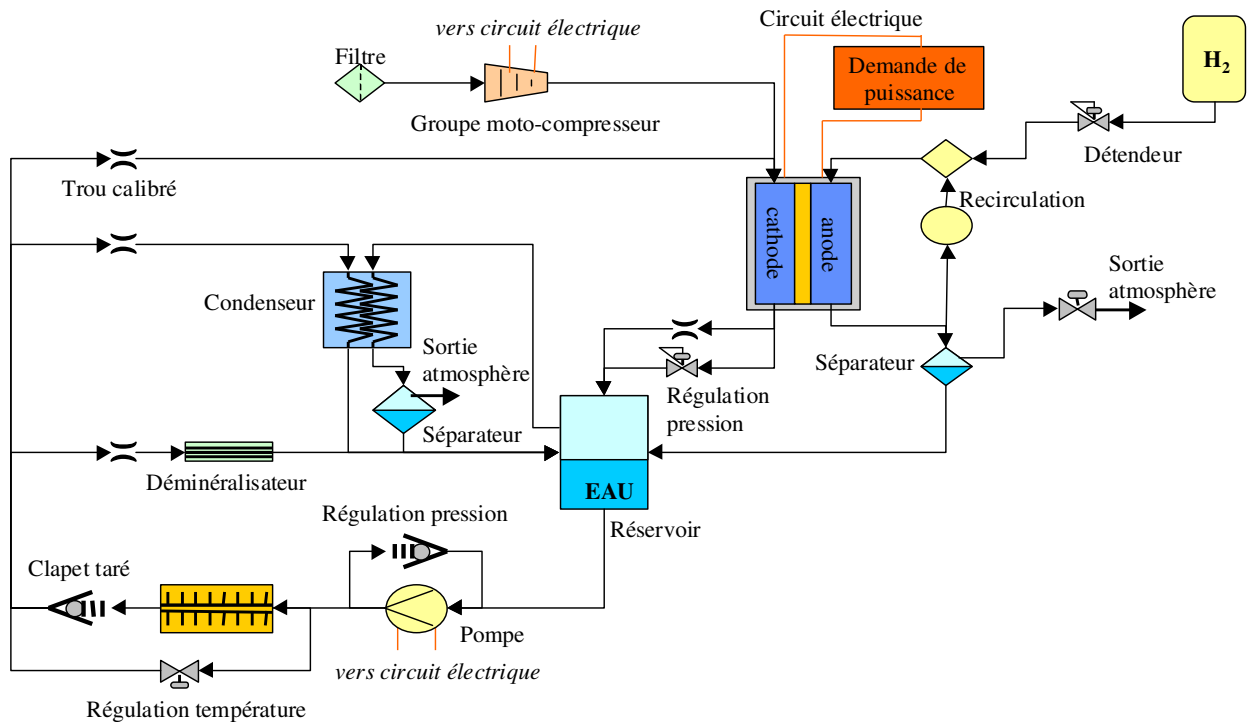 Circuit électrique
vers circuit électrique
Filtre
Demande de
puissance
H2
Groupe moto-compresseur
Détendeur
Trou calibré
Recirculation
cathode
anode
Condenseur
Sortie
atmosphère
Sortie
atmosphère
Séparateur
Régulation
pression
Séparateur
Déminéralisateur
EAU
Régulation pression
Réservoir
Clapet taré
Pompe
vers circuit électrique
Régulation température